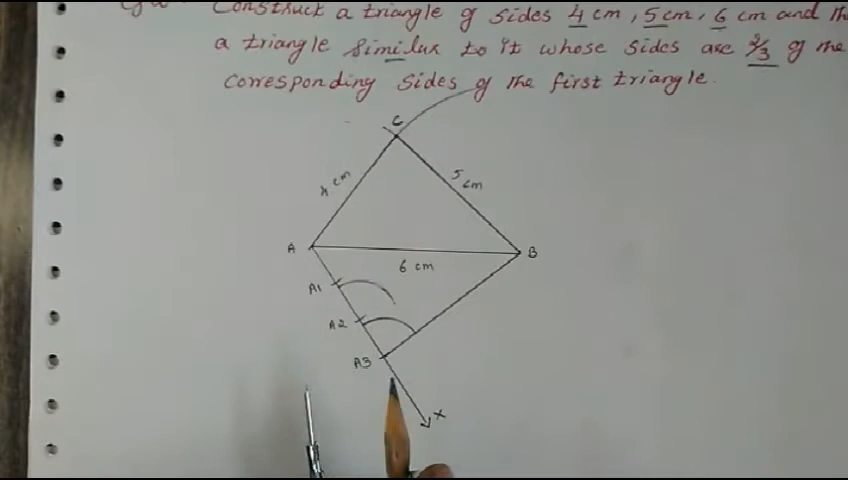 Construct a triangle of sides 4 cm, 5 cm, 6 cm and
a triangle similar to it whose sides are 2/3 of the
corresponding sides of the first triangle.
C
4 cm
5 cm
A
B
6 cm
A1
A2
A3
X